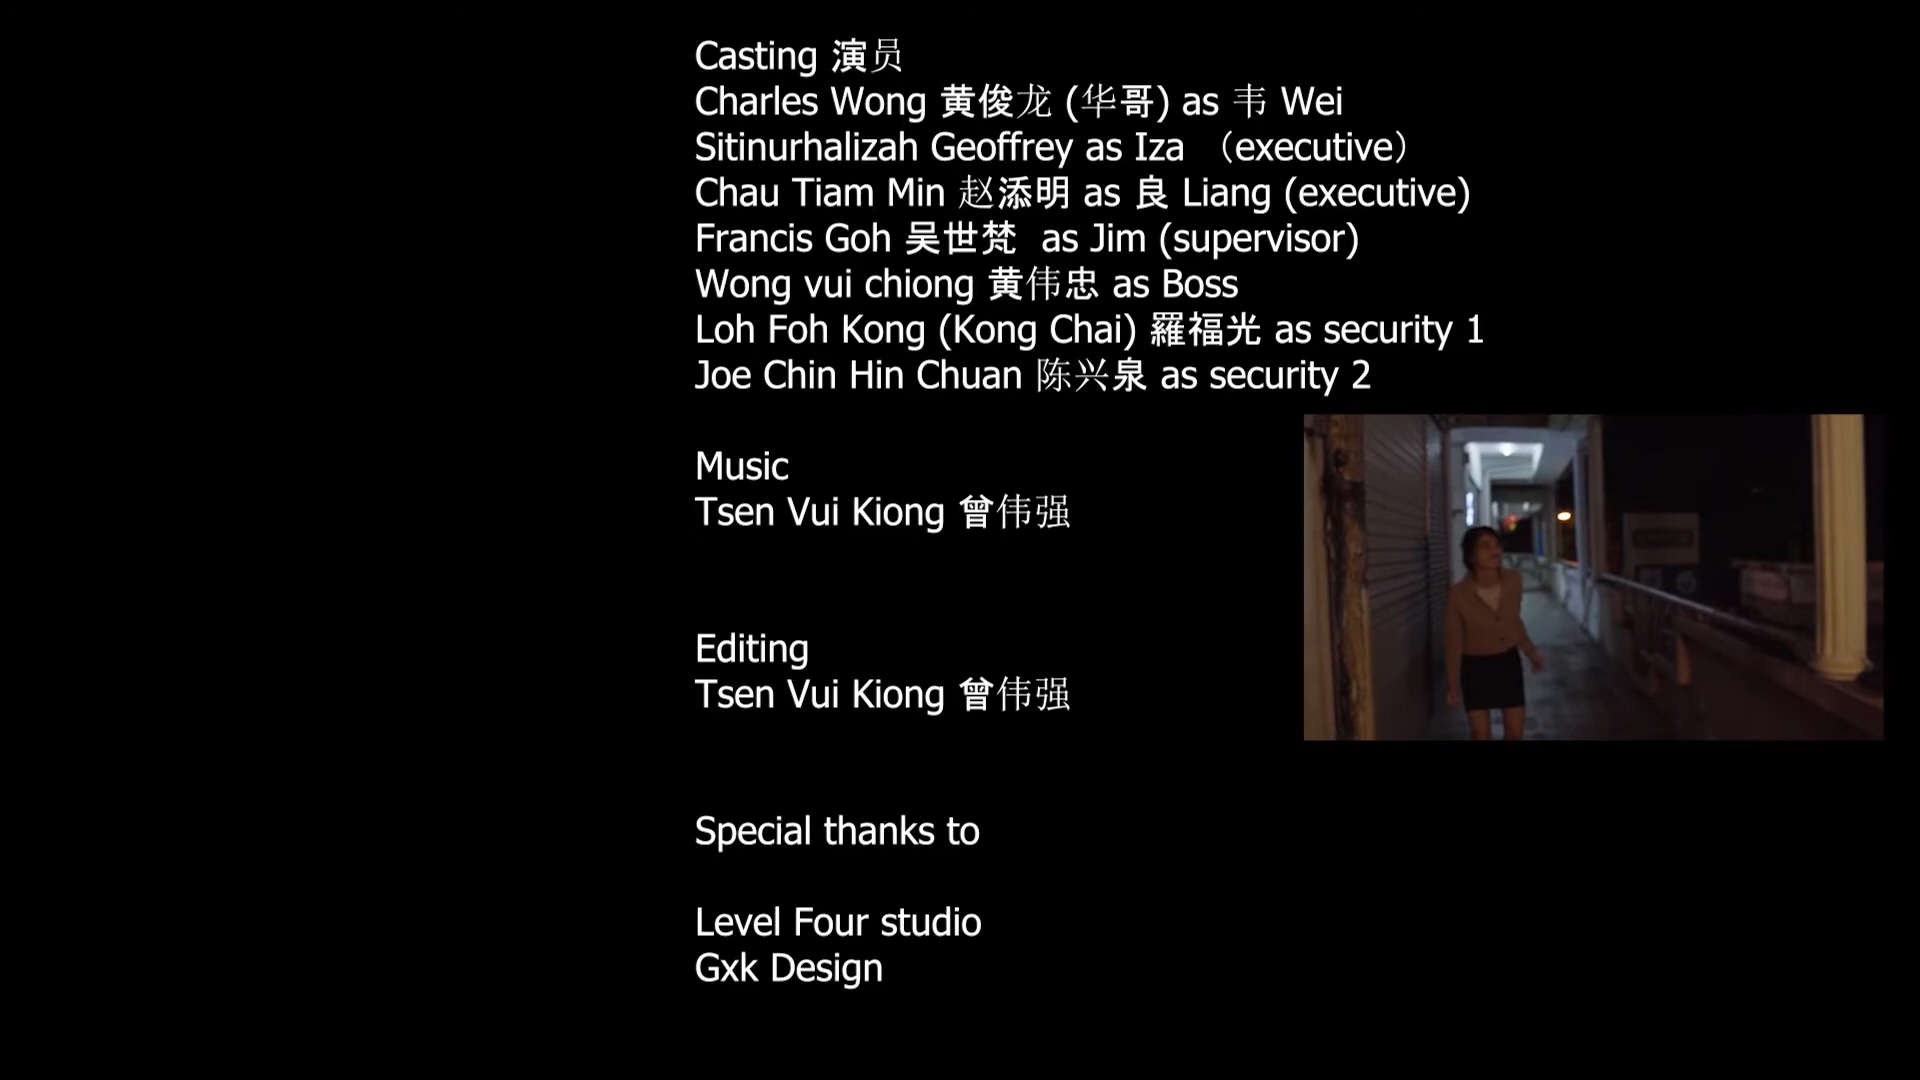 Casting 演员
Charles Wong 黄俊龙 (华哥) as 韦 Wei
Sitinurhalizah Geoffrey as Iza （executive）
Chau Tiam Min 赵添明 as 良 Liang (executive)
Francis Goh 吴世梵  as Jim (supervisor)
Wong vui chiong 黄伟忠 as Boss
Loh Foh Kong (Kong Chai) 羅福光 as security 1
Joe Chin Hin Chuan 陈兴泉 as security 2
Music
Tsen Vui Kiong 曾伟强
Editing
Tsen Vui Kiong 曾伟强
Special thanks to
Level Four studio
Gxk Design